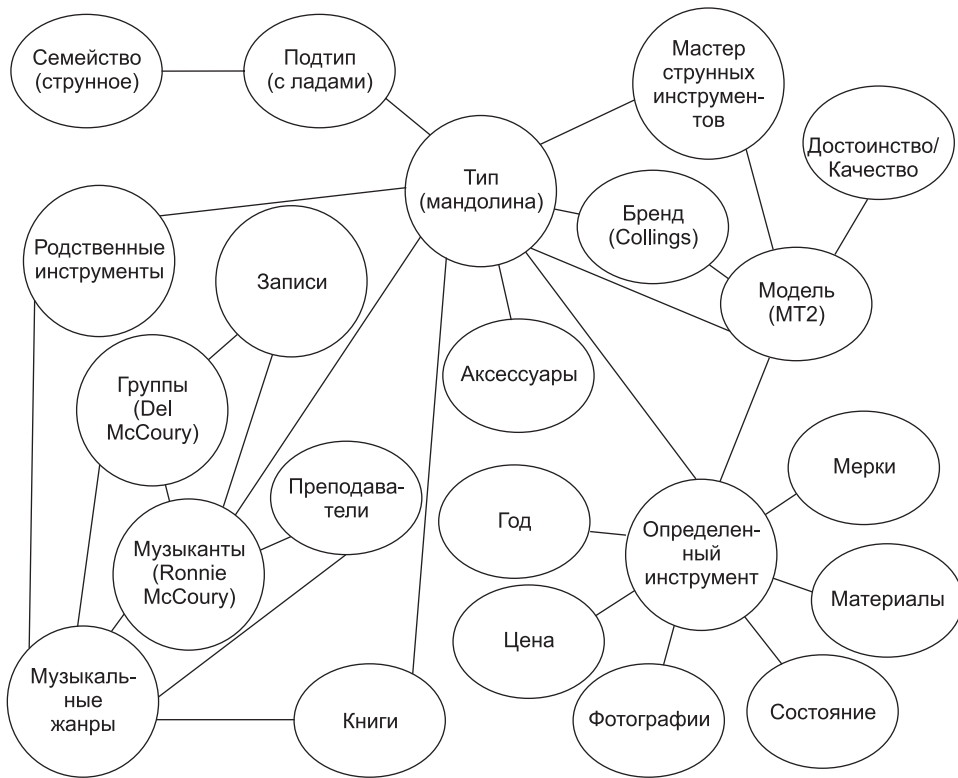 Семейство
(струнное)
Подтип
(с ладами)
Мастер
струнных
инструмен-
тов
Достоинство/
Качество
Тип
(мандолина)
Бренд
(Collings)
Родственные
инструменты
Записи
Модель
(MT2)
Аксессуары
Группы
(Del
McCoury)
Мерки
Преподава-
тели
Год
Определен-
ный
инструмент
Музыканты
(Ronnie
McCoury)
Материалы
Цена
Музыкаль-
ные
жанры
Книги
Фотографии
Состояние